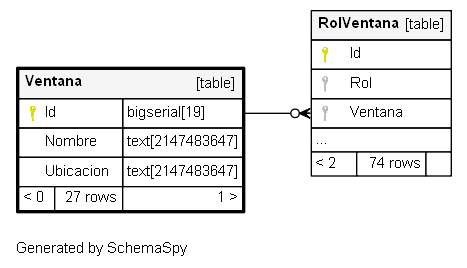 Ventana [table]
Id bigserial[19]
Nombre text[2147483647]
Ubicacion text[2147483647]
< 0 27 rows 1 >
RolVentana [table]
Id
Rol
Ventana
...
< 2 74 rows
Generated by SchemaSpy